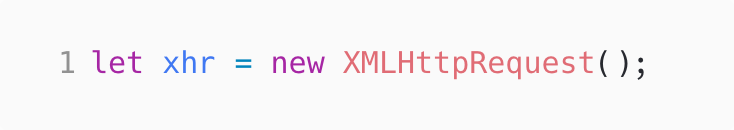 1 let xhr = new XMLHttpRequest();